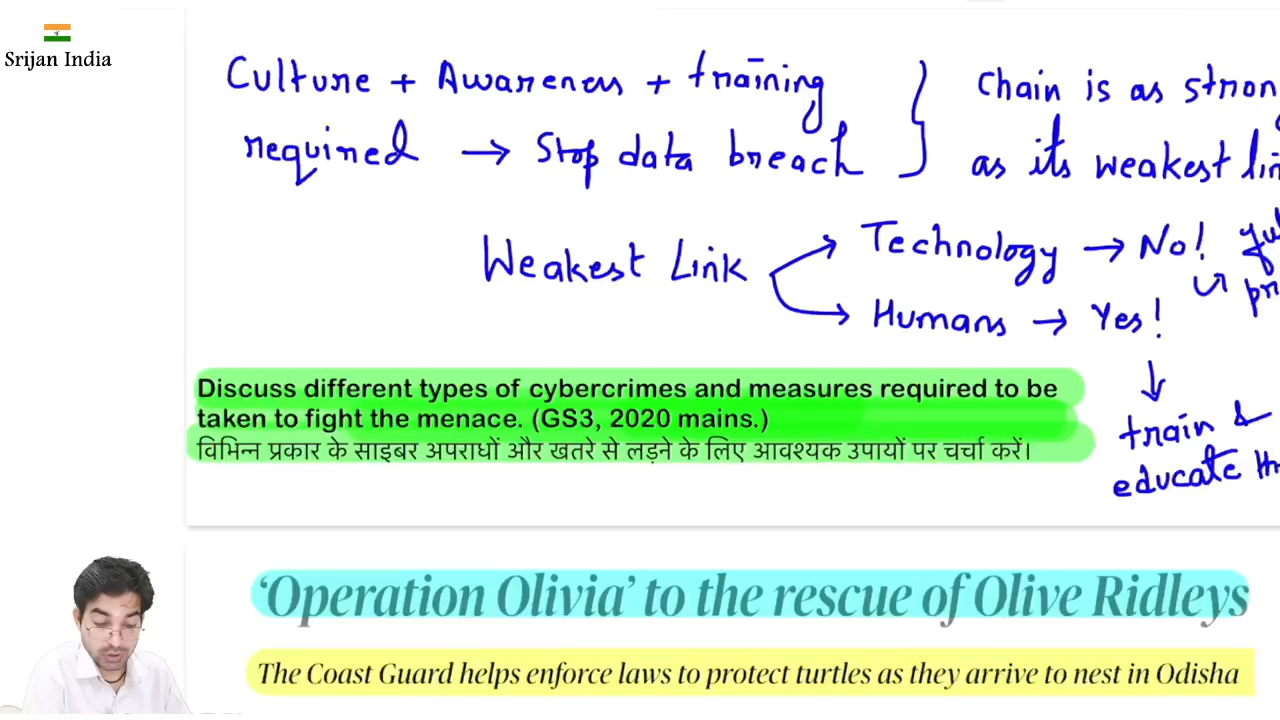 Srijan India
Culture + Awareness + training
required → Stop data breach
Chain is as stron
as its weakest lin
Weakest Link
Technology → No!
Humans → Yes!
train &
educate th
Discuss different types of cybercrimes and measures required to be
taken to fight the menace. (GS3, 2020 mains.)
विभिन्न प्रकार के साइबर अपराधों और खतरे से लड़ने के लिए आवश्यक उपायों पर चर्चा करें।
‘Operation Olivia’ to the rescue of Olive Ridleys
The Coast Guard helps enforce laws to protect turtles as they arrive to nest in Odisha